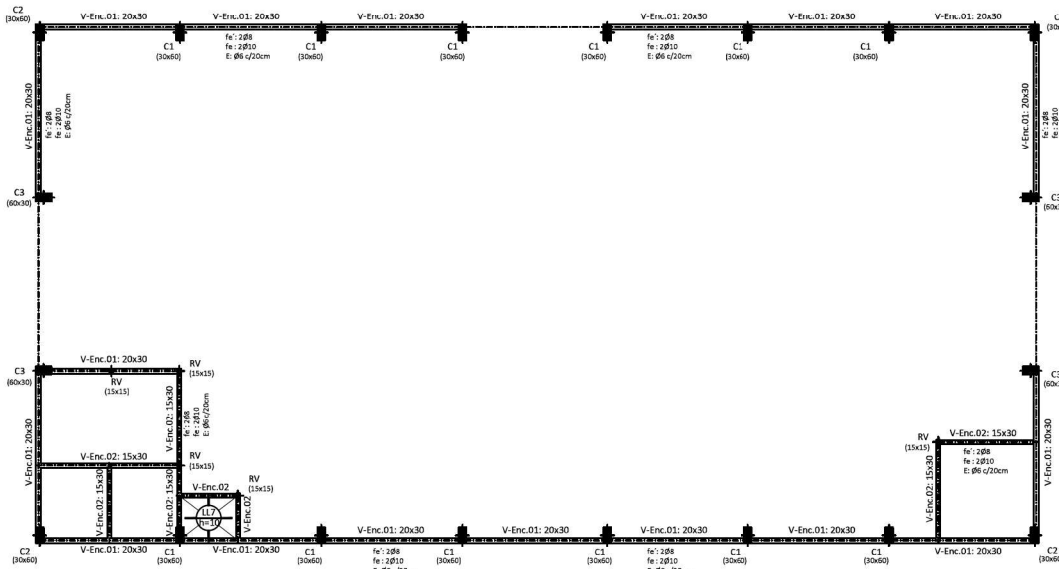 C2
(30x60)
V-Enc.01: 20x30
V-Enc.01: 20x30
V-Enc.01: 20x30
V-Enc.01: 20x30
V-Enc.01: 20x30
V-Enc.01: 20x30
C1
(30x60)
fe': 2Ø8
fe : 2Ø10
E: Ø6 c/20cm
C1
(30x60)
C1
(30x60)
C1
(30x60)
fe': 2Ø8
fe : 2Ø10
E: Ø6 c/20cm
C1
(30x60)
C1
(30x60)
V-Enc.01: 20x30
fe': 2Ø8
fe : 2Ø10
E: Ø6 c/20cm
V-Enc.01: 20x30
fe': 2Ø8
fe : 2Ø10
C3
(60x30)
C3
V-Enc.01: 20x30
RV
(15x15)
RV
(15x15)
C3
(60x30)
C3
V-Enc.02: 15x30
fe': 2Ø8
fe : 2Ø10
E: Ø6 c/20cm
V-Enc.01: 20x30
V-Enc.02: 15x30
RV
(15x15)
V-Enc.02: 15x30
V-Enc.02: 15x30
V-Enc.02
RV
(15x15)
V-Enc.02
LL7
h=10
RV
(15x15)
V-Enc.02: 15x30
fe': 2Ø8
fe : 2Ø10
E: Ø6 c/20cm
V-Enc.02: 15x30
V-Enc.01: 20x30
C2
(30x60)
V-Enc.01: 20x30
C1
(30x60)
V-Enc.01: 20x30
C1
(30x60)
V-Enc.01: 20x30
fe': 2Ø8
fe : 2Ø10
C1
(30x60)
V-Enc.01: 20x30
C1
(30x60)
V-Enc.01: 20x30
fe': 2Ø8
fe : 2Ø10
C1
(30x60)
V-Enc.01: 20x30
C1
(30x60)
V-Enc.01: 20x30
C2
(30x60)